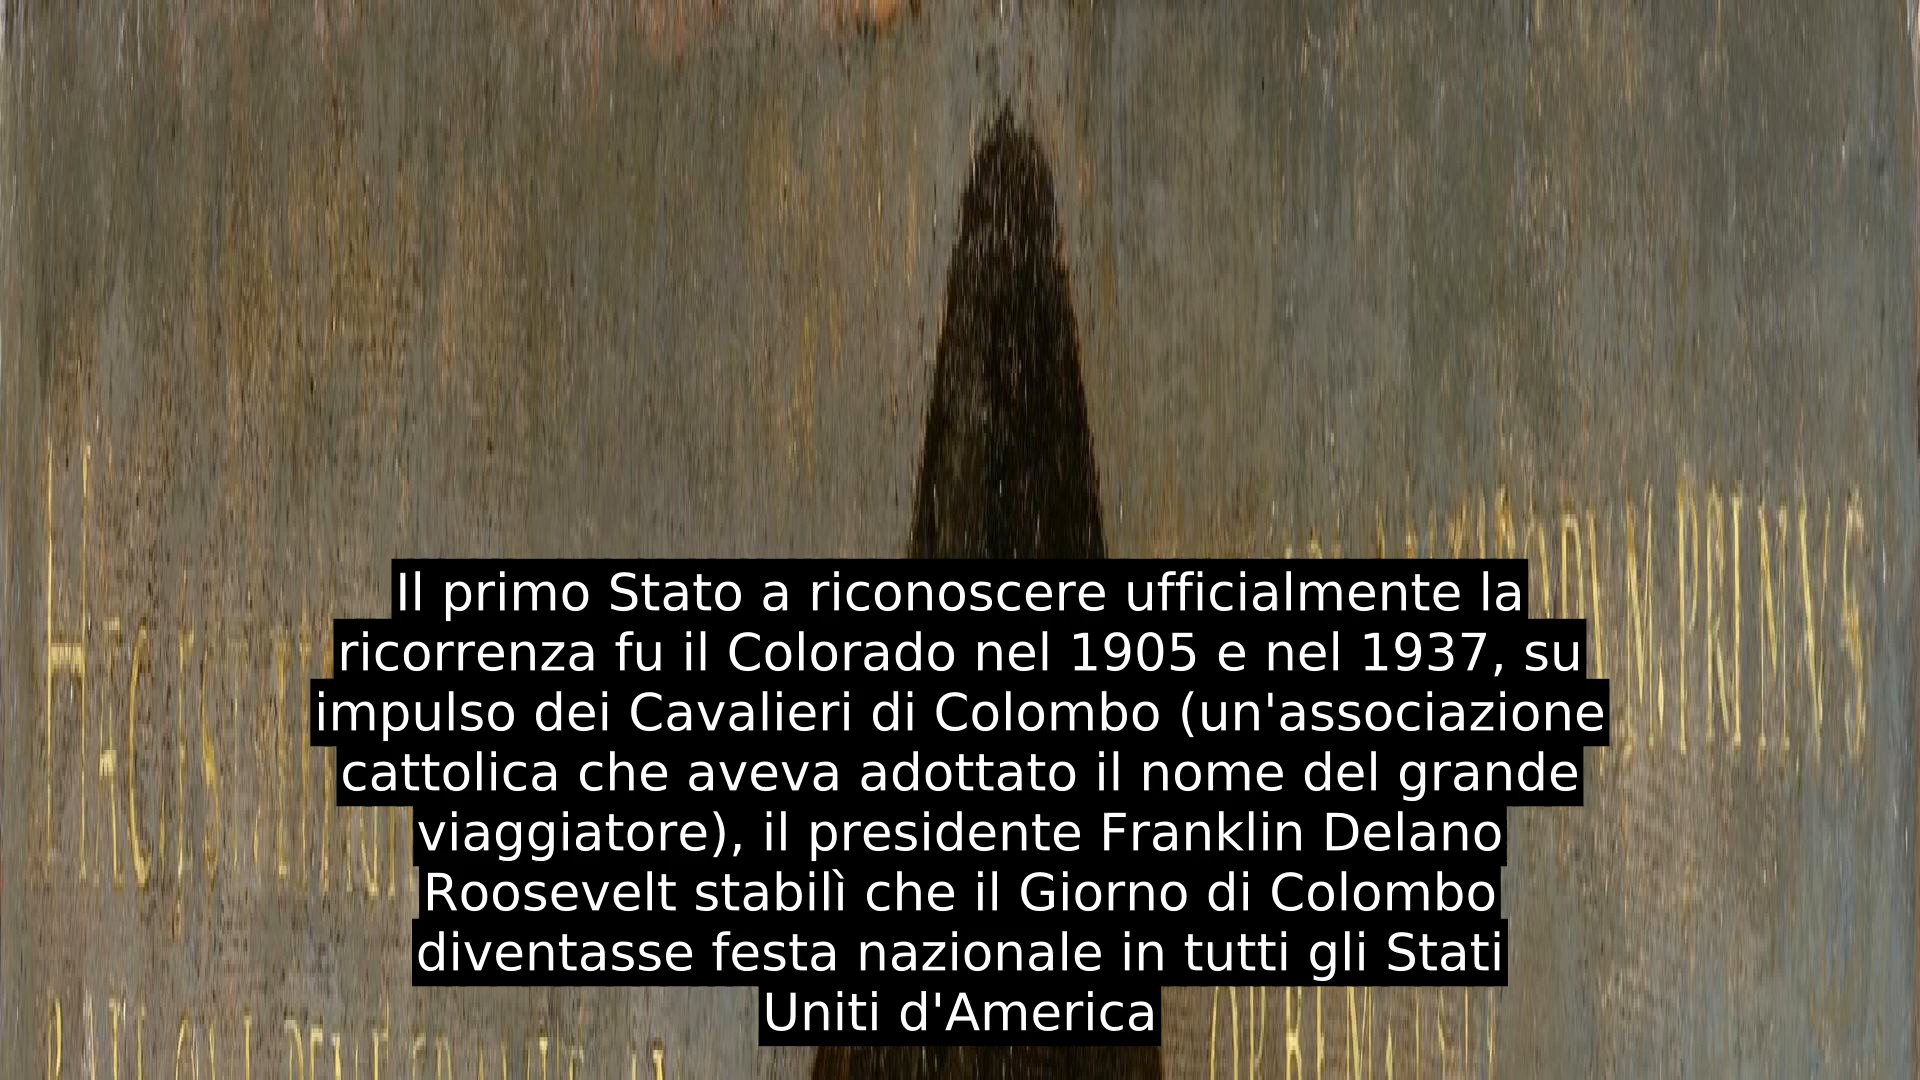 Il primo Stato a riconoscere ufficialmente la
ricorrenza fu il Colorado nel 1905 e nel 1937, su
impulso dei Cavalieri di Colombo (un'associazione
cattolica che aveva adottato il nome del grande
viaggiatore), il presidente Franklin Delano
Roosevelt stabilì che il Giorno di Colombo
diventasse festa nazionale in tutti gli Stati
Uniti d'America